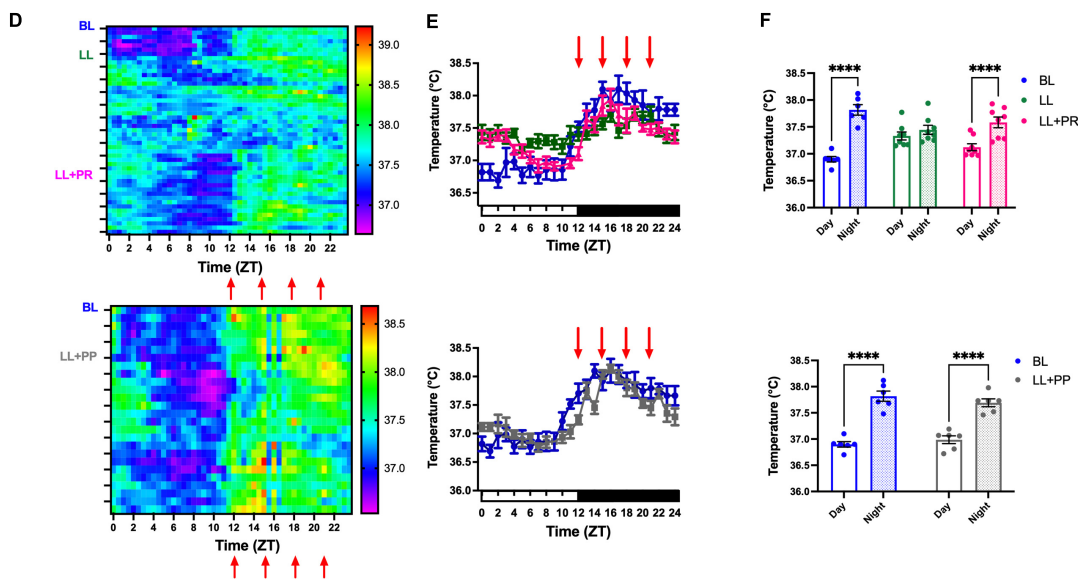 D
BL
LL
LL+PR
39.0
38.5
38.0
37.5
37.0
0 2 4 6 8 10 12 14 16 18 20 22
Time (ZT)
BL
LL+PP
38.5
38.0
37.5
37.0
0 2 4 6 8 10 12 14 16 18 20 22
Time (ZT)
E
Temperature (°C)
38.5
38.0
37.5
37.0
36.5
0 2 4 6 8 10 12 14 16 18 20 22 24
Time (ZT)
Temperature (°C)
38.5
38.0
37.5
37.0
36.5
36.0
0 2 4 6 8 10 12 14 16 18 20 22 24
Time (ZT)
F
Temperature (°C)
38.5
38.0
37.5
37.0
36.5
36.0
**** ****
Day Night Day Night Day Night
BL
LL
LL+PR
Temperature (°C)
38.5
38.0
37.5
37.0
36.5
36.0
**** ****
Day Night Day Night
BL
LL+PP